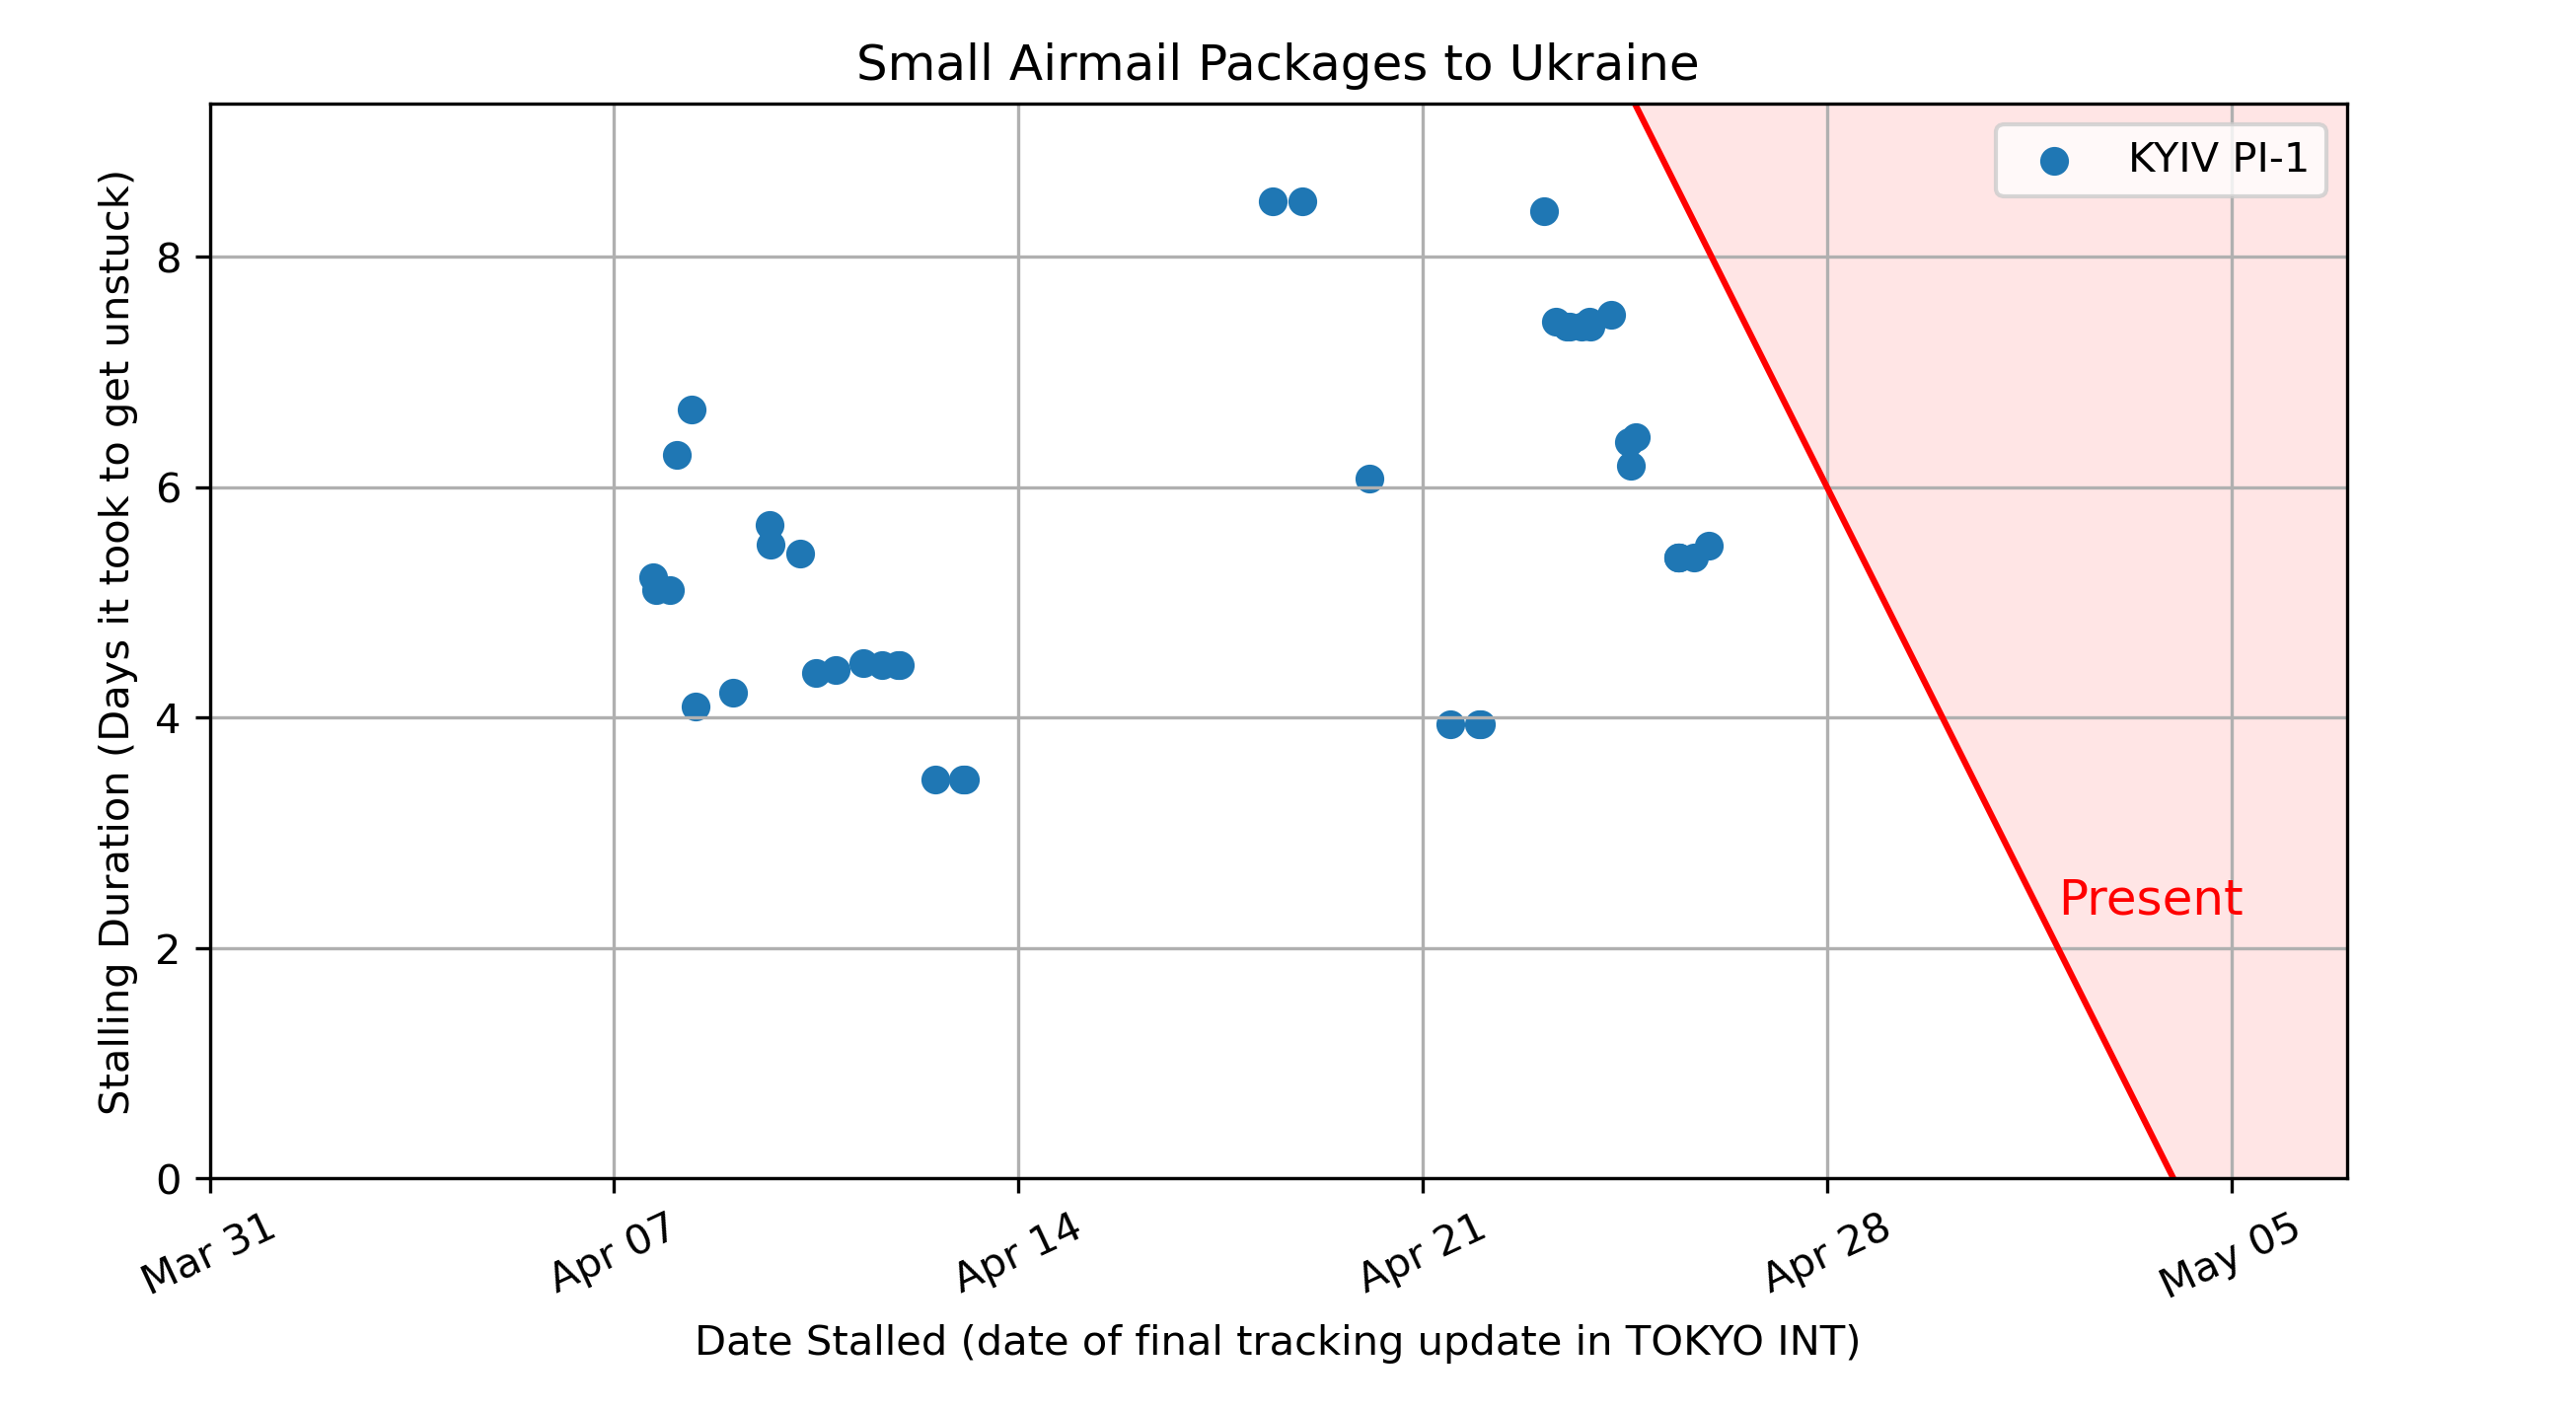 Small Airmail Packages to Ukraine
KYIV PI-1
Stalling Duration (Days it took to get unstuck)
8
6
4
2
0
Present
Mar 31
Apr 07
Apr 14
Apr 21
Apr 28
May 05
Date Stalled (date of final tracking update in TOKYO INT)